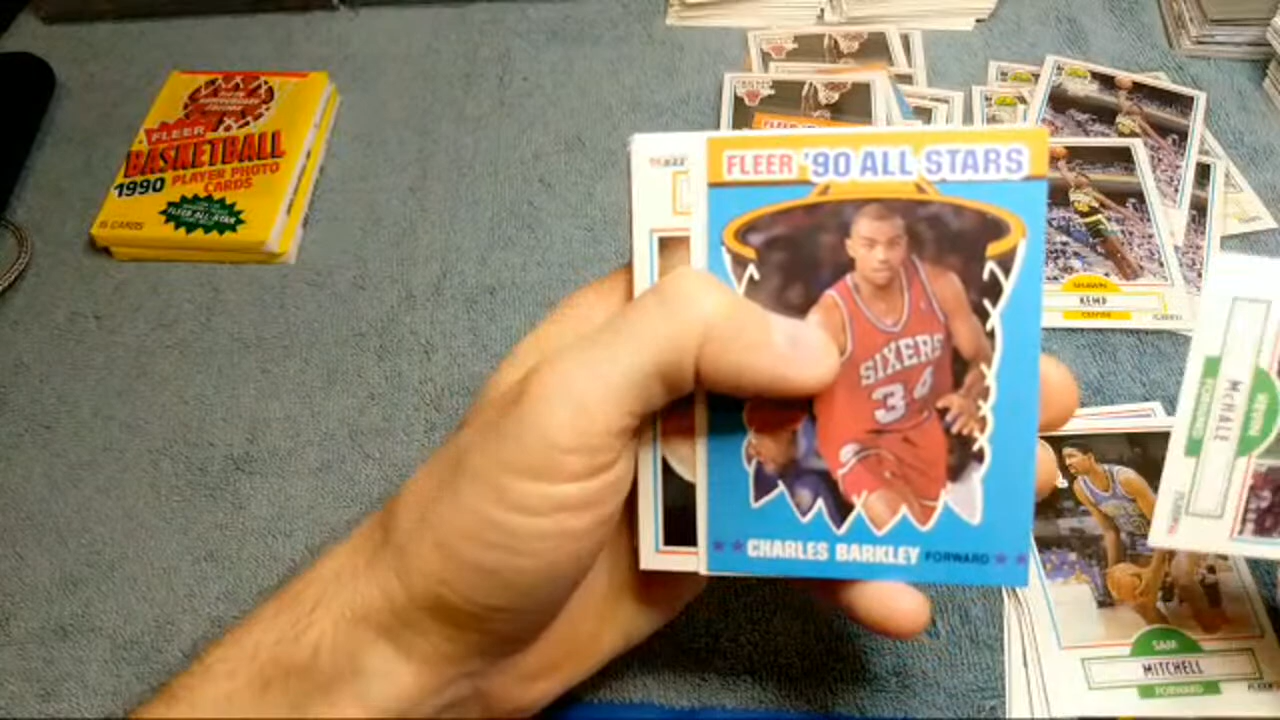 FLEER
BASKETBALL
1990 PLAYER PHOTO
CARDS
FLEER ALL-STAR
15 CARDS
FLEER '90 ALL STARS
SIXERS
34
CHARLES BARKLEY FORWARD
SHAWN
KEMP
CENTER
KEVIN
McHALE
FORWARD
SAM
MITCHELL
FORWARD